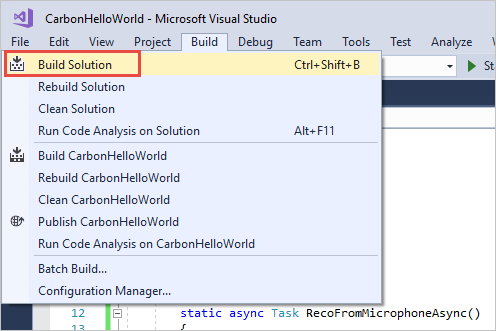 CarbonHelloWorld - Microsoft Visual Studio
File Edit View Project Build Debug Team Tools Test Analyze
Build Solution Ctrl+Shift+B
Rebuild Solution
Clean Solution
Run Code Analysis on Solution Alt+F11
Build CarbonHelloWorld
Rebuild CarbonHelloWorld
Clean CarbonHelloWorld
Publish CarbonHelloWorld
Run Code Analysis on CarbonHelloWorld
Batch Build...
Configuration Manager...
12 static async Task RecoFromMicrophoneAsync()
13 {